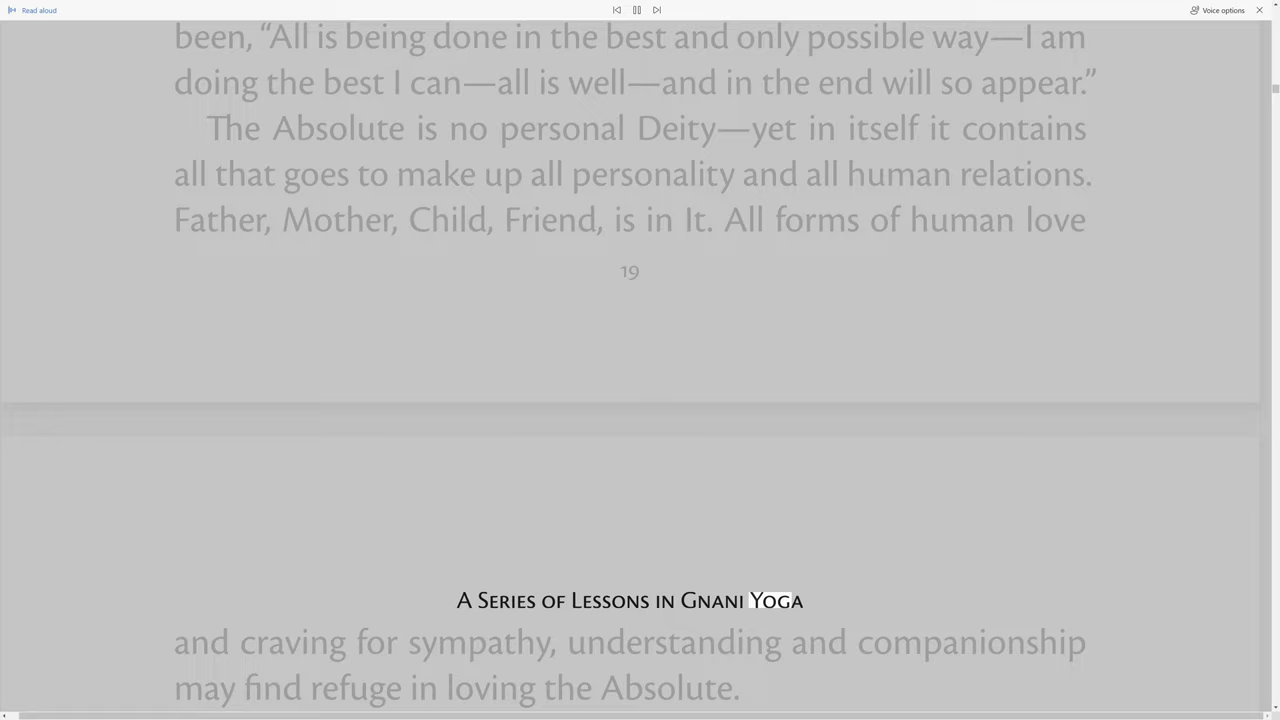 Read aloud
Voice options
been, “All is being done in the best and only possible way—I am
doing the best I can—all is well—and in the end will so appear.”
The Absolute is no personal Deity—yet in itself it contains
all that goes to make up all personality and all human relations.
Father, Mother, Child, Friend, is in It. All forms of human love
19
A Series of Lessons in Gnani Yoga
and craving for sympathy, understanding and companionship
may find refuge in loving the Absolute.